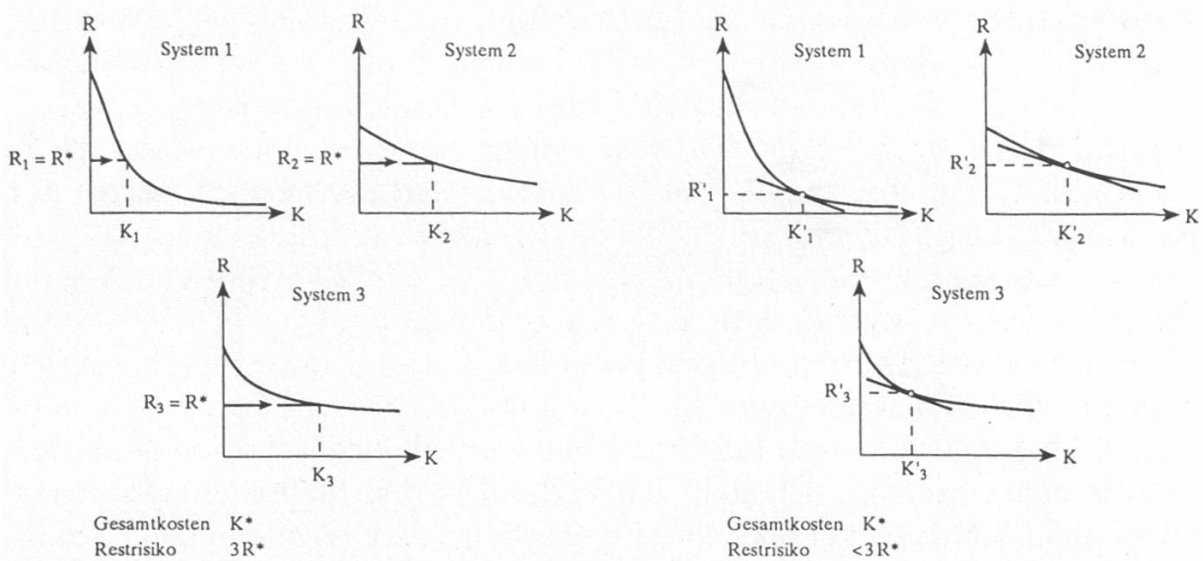 R
System 1
R₁ = R*
K₁
K
R
System 2
R₂ = R*
K₂
K
R
System 3
R₃ = R*
K₃
K
Gesamtkosten K*
Restrisiko 3R*
R
System 1
R'₁
K'₁
K
R
System 2
R'₂
K'₂
K
R
System 3
R'₃
K'₃
K
Gesamtkosten K*
Restrisiko <3R*